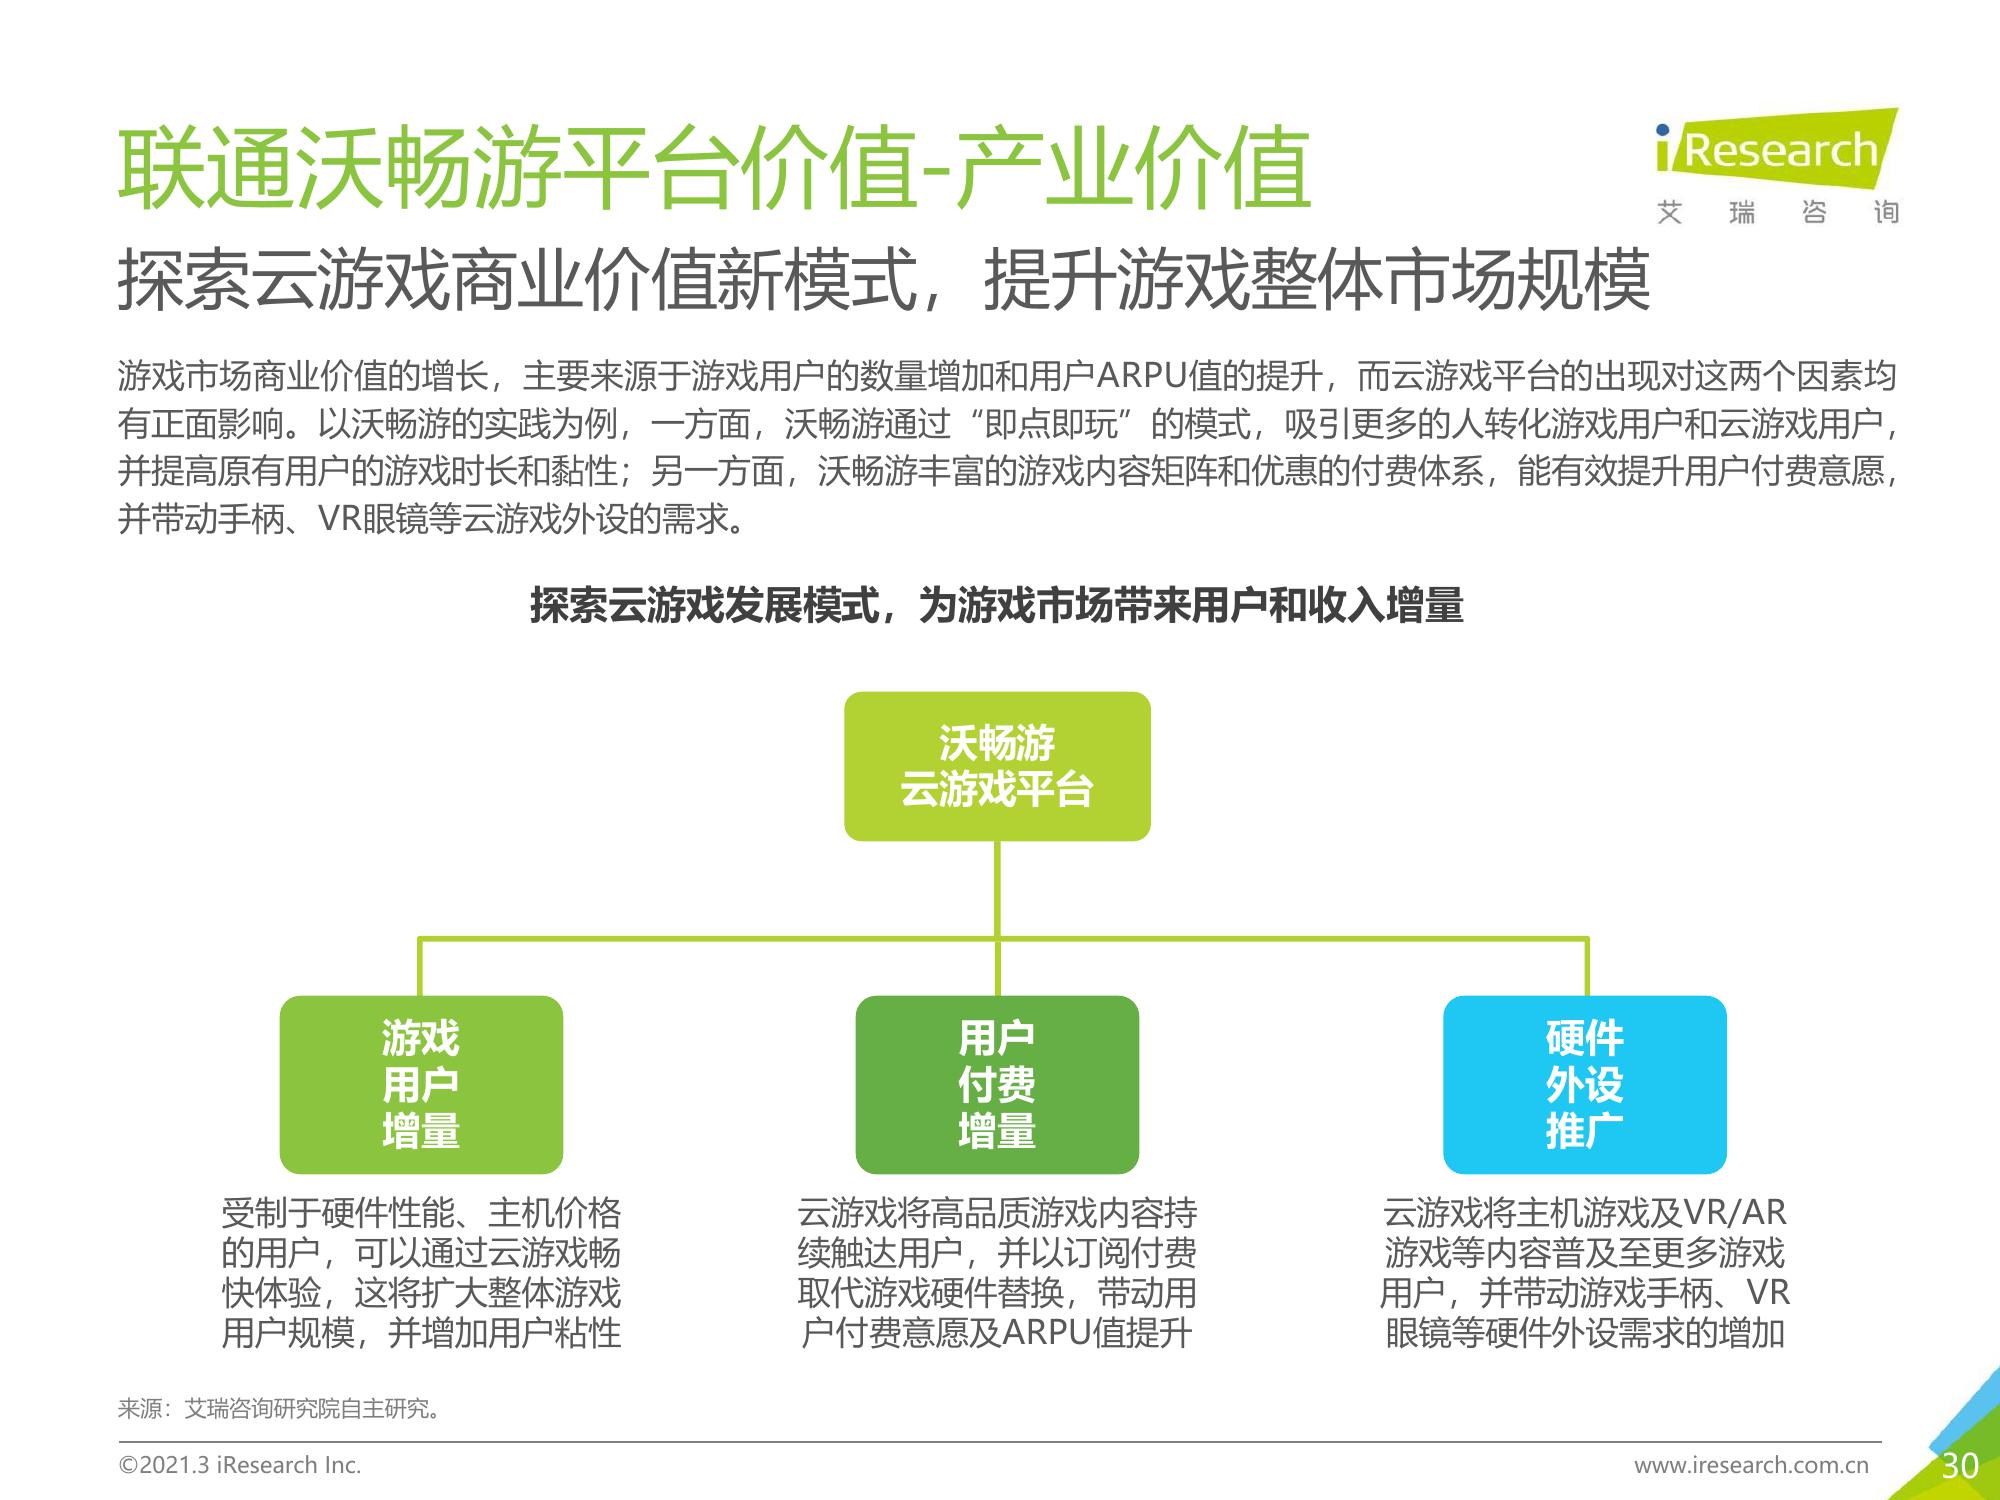 联通沃畅游平台价值-产业价值
iResearch
艾瑞咨询
探索云游戏商业价值新模式，提升游戏整体市场规模
游戏市场商业价值的增长，主要来源于游戏用户的数量增加和用户ARPU值的提升，而云游戏平台的出现对这两个因素均
有正面影响。以沃畅游的实践为例，一方面，沃畅游通过“即点即玩”的模式，吸引更多的人转化游戏用户和云游戏用户，
并提高原有用户的游戏时长和黏性；另一方面，沃畅游丰富的游戏内容矩阵和优惠的付费体系，能有效提升用户付费意愿，
并带动手柄、VR眼镜等云游戏外设的需求。
探索云游戏发展模式，为游戏市场带来用户和收入增量
沃畅游
云游戏平台
游戏
用户
增量
受制于硬件性能、主机价格
的用户，可以通过云游戏畅
快体验，这将扩大整体游戏
用户规模，并增加用户粘性
用户
付费
增量
云游戏将高品质游戏内容持
续触达用户，并以订阅付费
取代游戏硬件替换，带动用
户付费意愿及ARPU值提升
硬件
外设
推广
云游戏将主机游戏及VR/AR
游戏等内容普及至更多游戏
用户，并带动游戏手柄、VR
眼镜等硬件外设需求的增加
来源：艾瑞咨询研究院自主研究。
©2021.3 iResearch Inc.
www.iresearch.com.cn
30